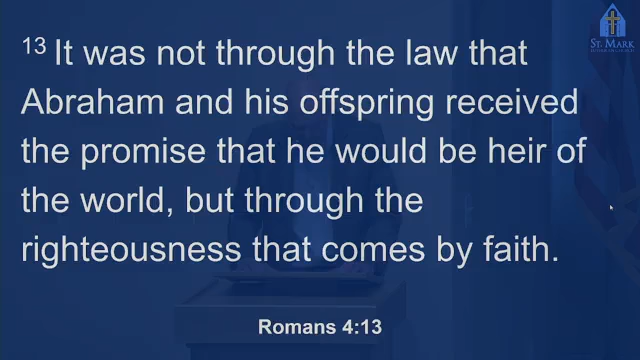 ST. MARK
13 It was not through the law that
Abraham and his offspring received
the promise that he would be heir of
the world, but through the
righteousness that comes by faith.
Romans 4:13